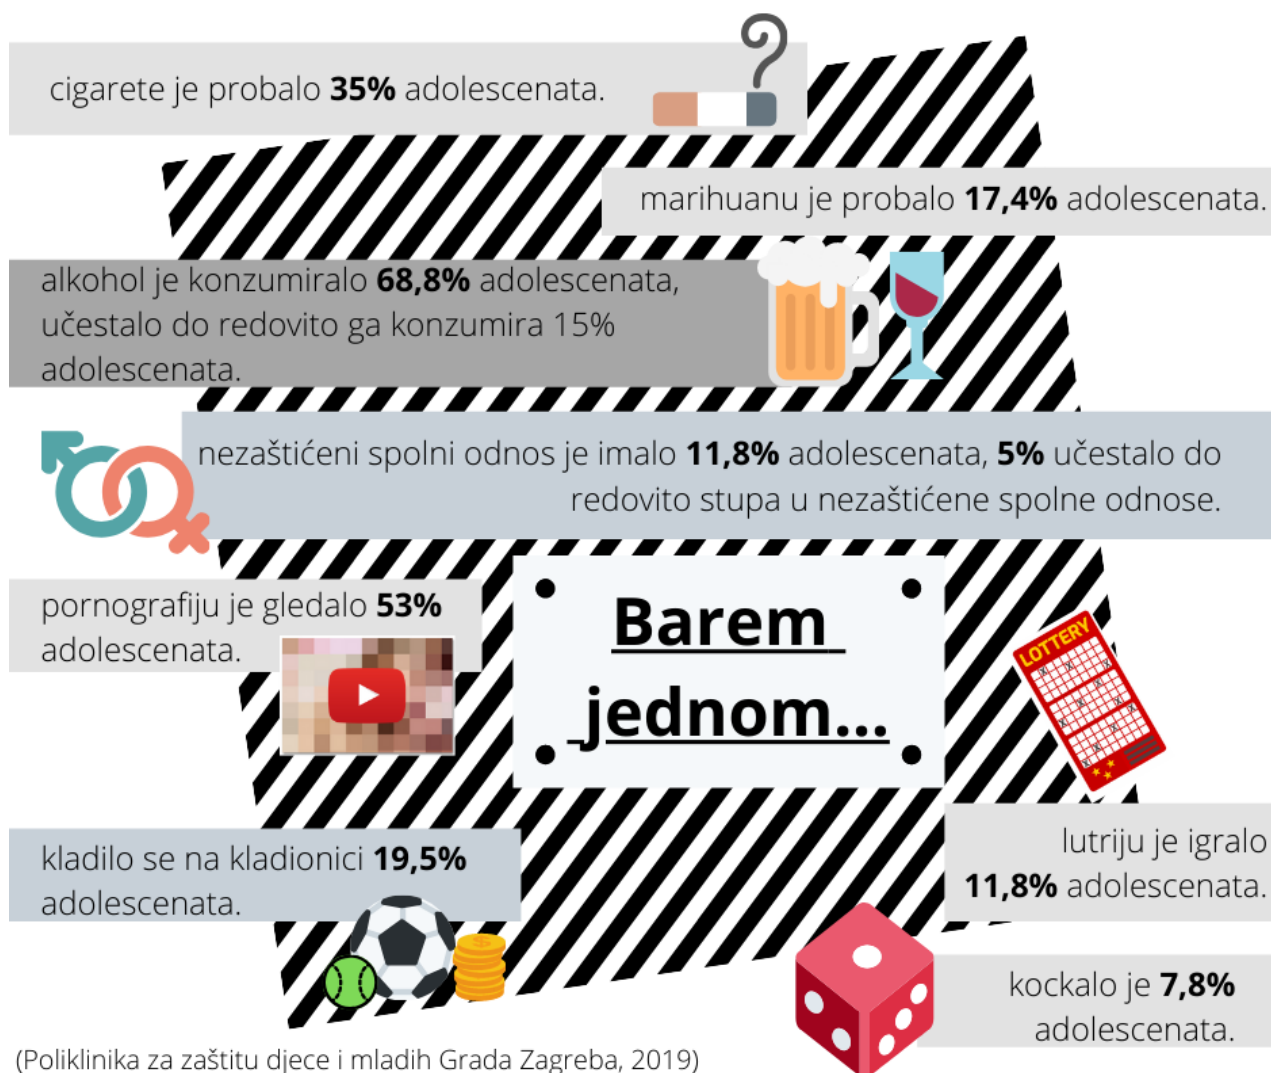 cigarete je probalo 35% adolescenata.
marihuanu je probalo 17,4% adolescenata.
alkohol je konzumiralo 68,8% adolescenata,
učestalo do redovito ga konzumira 15%
adolescenata.
nezaštićeni spolni odnos je imalo 11,8% adolescenata, 5% učestalo do
redovito stupa u nezaštićene spolne odnose.
pornografiju je gledalo 53%
adolescenata.
Barem
jednom...
LOTTERY
kladilo se na kladionici 19,5%
adolescenata.
lutriju je igralo
11,8% adolescenata.
kockalo je 7,8%
adolescenata.
(Poliklinika za zaštitu djece i mladih Grada Zagreba, 2019)